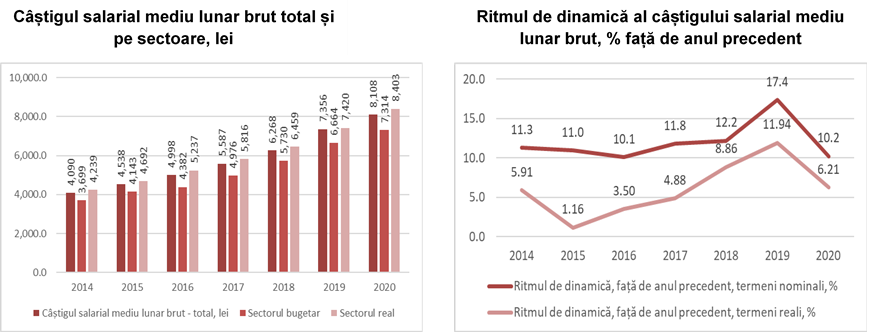 Câștigul salarial mediu lunar brut total și
pe sectoare, lei
10,000.0
8,000.0
6,000.0
4,000.0
2,000.0
0.0
4,090
3,699
4,239
4,538
4,143
4,692
4,998
4,382
5,237
5,587
4,976
5,816
6,268
5,730
6,459
7,356
6,664
7,420
8,108
7,314
8,403
2014 2015 2016 2017 2018 2019 2020
Câștigul salarial mediu lunar brut - total, lei Sectorul bugetar Sectorul real
Ritmul de dinamică al câștigului salarial mediu
lunar brut, % față de anul precedent
20.0
15.0
10.0
5.0
0.0
11.3 11.0 10.1 11.8 12.2 17.4 10.2
5.91 1.16 3.50 4.88 8.86 11.94 6.21
2014 2015 2016 2017 2018 2019 2020
Ritmul de dinamică, față de anul precedent, termeni nominali, %
Ritmul de dinamică, față de anul precedent, termeni reali, %